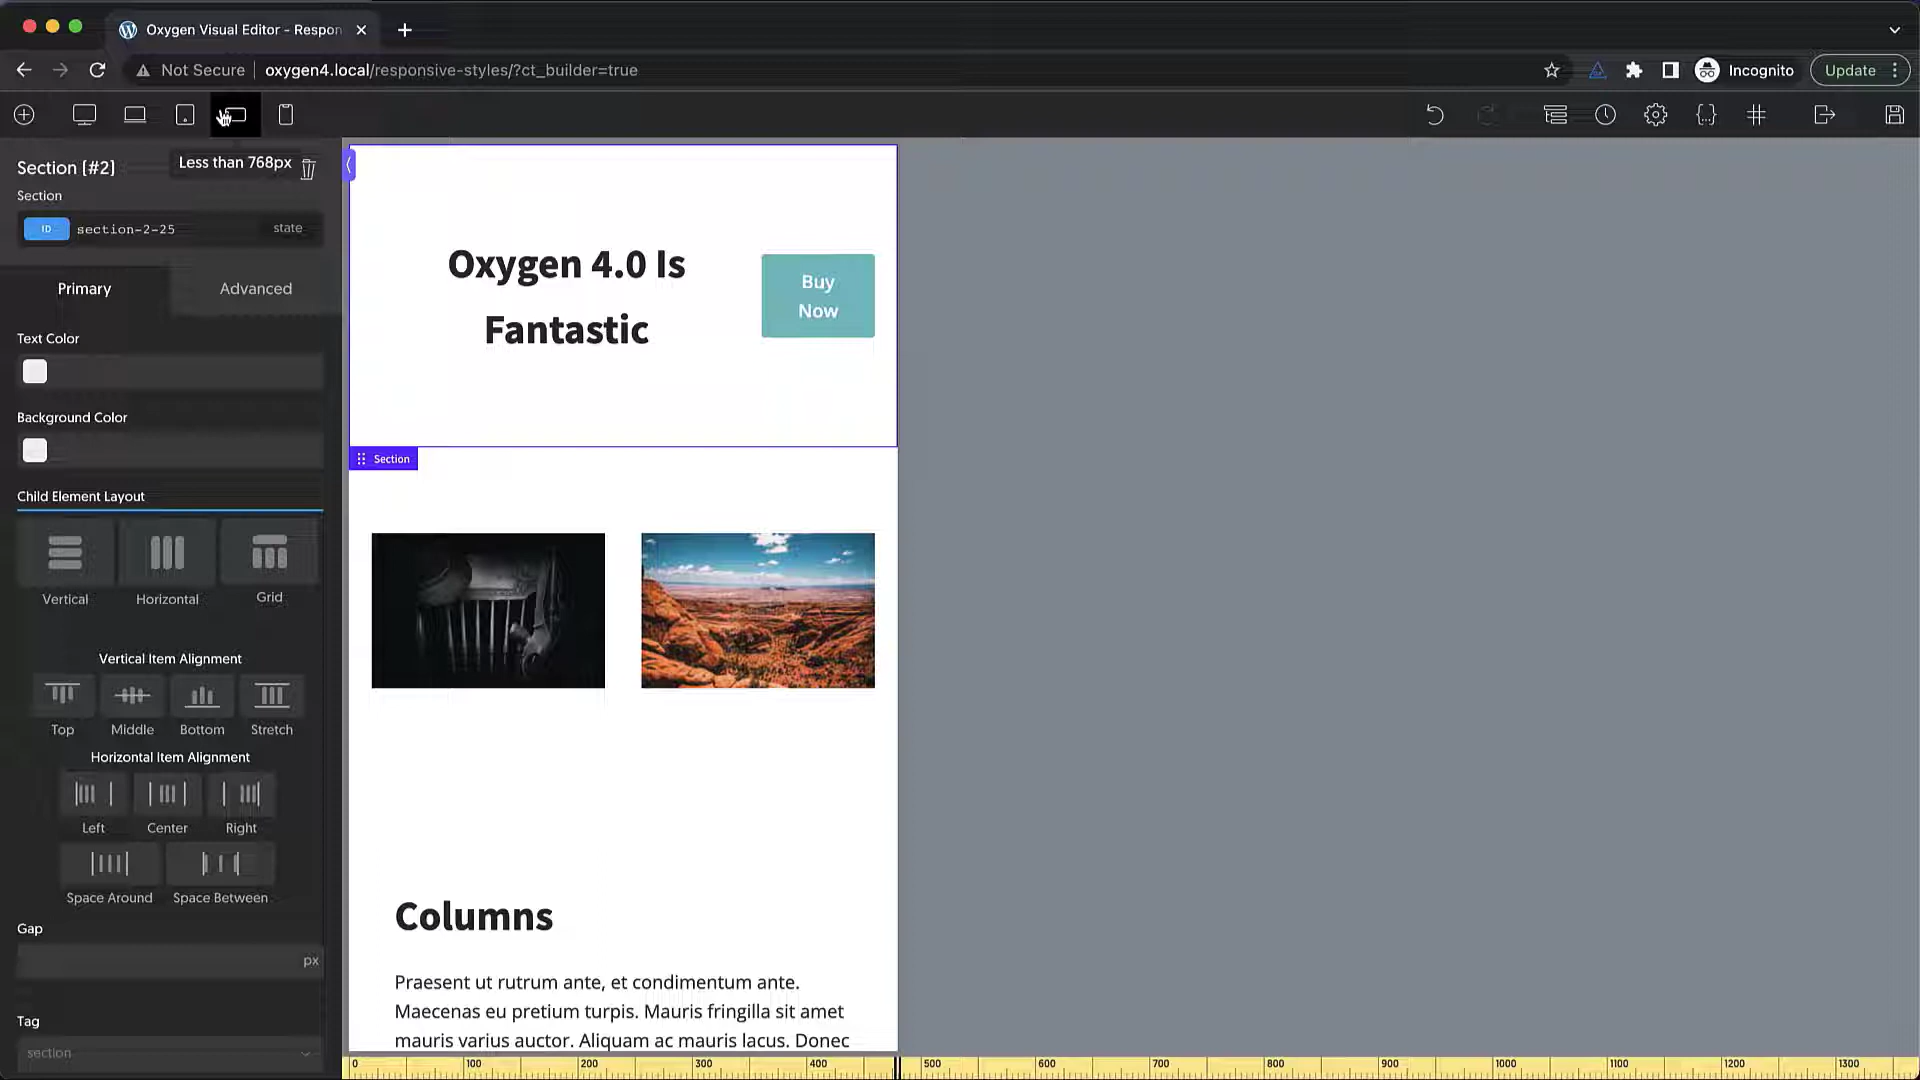 Oxygen Visual Editor - Respon
Not Secure
oxygen4.local/responsive-styles/?ct_builder=true
Incognito
Update
Section [#2]
Less than 768px
Section
ID
section-2-25
state
Primary
Advanced
Text Color
Background Color
Child Element Layout
Vertical
Horizontal
Grid
Vertical Item Alignment
Top
Middle
Bottom
Stretch
Horizontal Item Alignment
Left
Center
Right
Space Around
Space Between
Gap
px
Tag
section
Oxygen 4.0 Is
Fantastic
Buy
Now
Section
Columns
Praesent ut rutrum ante, et condimentum ante.
Maecenas eu pretium turpis. Mauris fringilla sit amet
mauris varius auctor. Aliquam ac mauris lacus. Donec
0 100 200 300 400 500 600 700 800 900 1000 1100 1200 1300